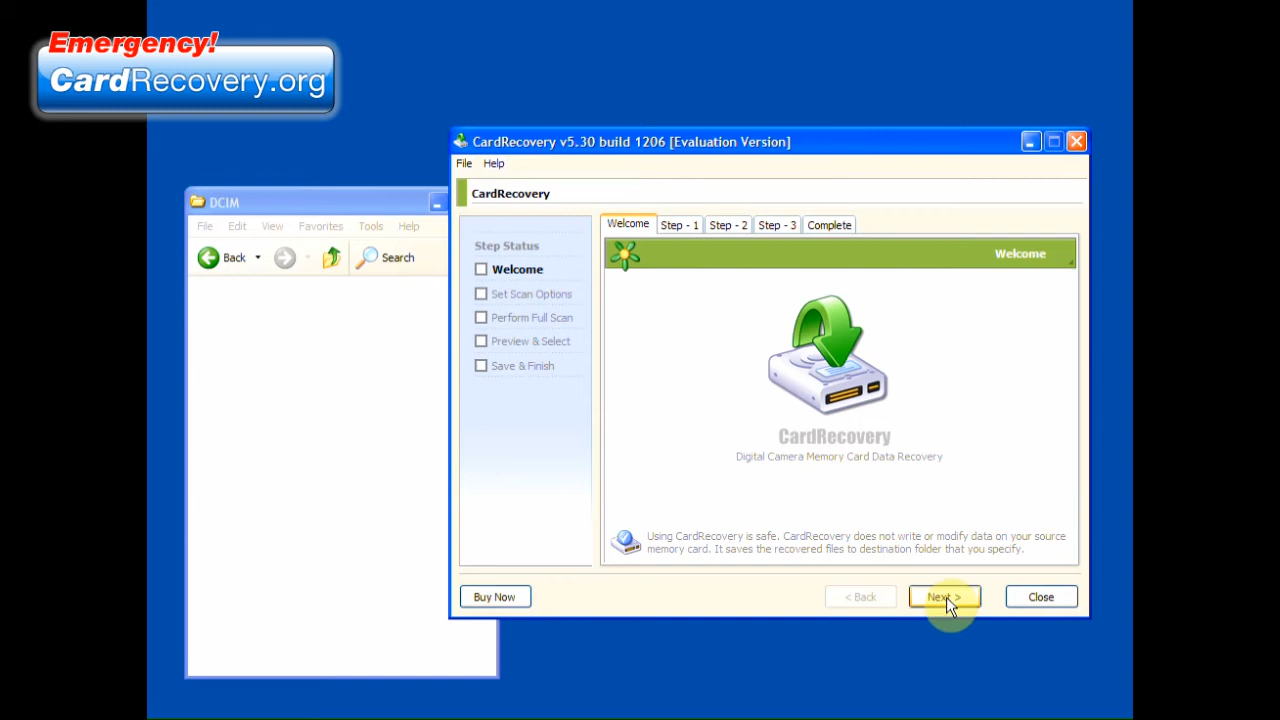 Emergency!
CardRecovery.org
CardRecovery v5.30 build 1206 [Evaluation Version]
File Help
CardRecovery
DCIM
File Edit View Favorites Tools Help
Back Search
Step Status
Welcome
Set Scan Options
Perform Full Scan
Preview & Select
Save & Finish
Welcome Step - 1 Step - 2 Step - 3 Complete
Welcome
CardRecovery
Digital Camera Memory Card Data Recovery
Using CardRecovery is safe. CardRecovery does not write or modify data on your source
memory card. It saves the recovered files to destination folder that you specify.
Buy Now < Back Next > Close